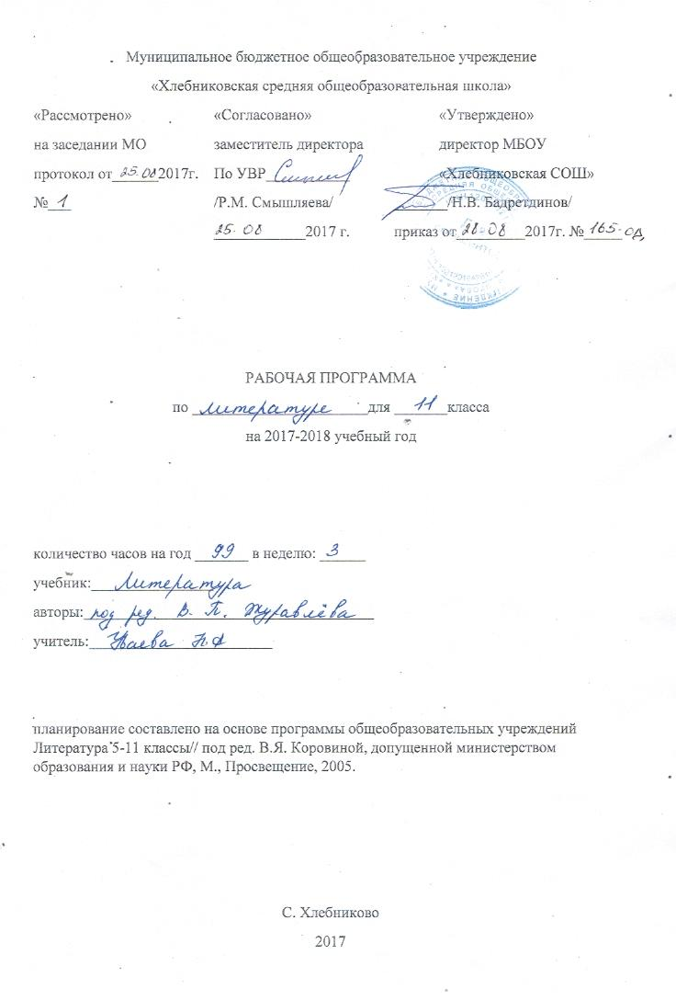 Муниципальное бюджетное общеобразовательное учреждение
«Хлебниковская средняя общеобразовательная школа»
«Рассмотрено» «Согласовано» «Утверждено»
на заседании МО заместитель директора директор МБОУ
протокол от 25.08 2017г. По УВР «Хлебниковская СОШ»
№ 1 /Р.М. Смышляева/ /Н.В. Бадретдинов/
25.08 2017 г. приказ от 28.08 2017г. № 165-од
РАБОЧАЯ ПРОГРАММА
по литературе для 11 класса
на 2017-2018 учебный год
количество часов на год 99 в неделю: 3
учебник: Литература
авторы: под ред. В. П. Журавлёва
учитель:
планирование составлено на основе программы общеобразовательных учреждений
Литература 5-11 классы// под ред. В.Я. Коровиной, допущенной министерством
образования и науки РФ, М., Просвещение, 2005.
С. Хлебниково
2017